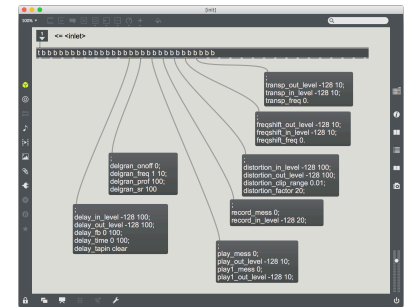 [init]
100%
<= <intel>
t b b b b b b b b b b b b b b b b b b b b b b b b b b b b b b
;
transp_out_level -128 10;
transp_in_level -128 10;
transp_freq 0.
;
freqshift_out_level -128 10;
freqshift_in_level -128 10;
freqshift_freq 0.
;
delgran_onoff 0;
delgran_freq 1 10;
delgran_prof 100;
delgran_sr 100
;
distortion_in_level -128 100;
distortion_out_level -128 100;
distortion_clip_range 0.01;
distortion_factor 20;
;
record_mess 0;
record_in_level -128 20;
;
delay_in_level -128 100;
delay_out_level -128 100;
delay_fb 0 100;
delay_time 0 100;
delay_tapin clear
;
play_mess 0;
play_out_level -128 10;
play1_mess 0;
play1_out_level -128 10;